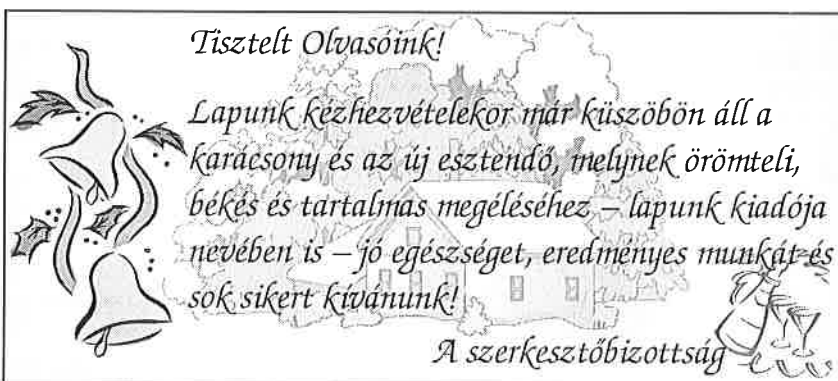 Tisztelt Olvasóink!
Lapunk kézhezvételekor már küszöbön áll a
karácsony és az új esztendő, melynek örömteli,
békés és tartalmas megéléséhez – lapunk kiadója
nevében is – jó egészséget, eredményes munkát és
sok sikert kívánunk!
A szerkesztőbizottság